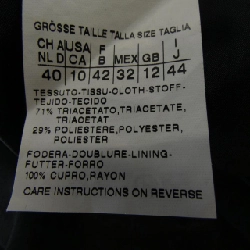 GRÖSSE TAILLE TALLA SIZE TAGLIA
CH A USA F MEX GB I
NL D CA B J
40 10 42 32 12 44
TESSUTO-TISSU-CLOTH-STOFF-
TEJIDO-TECIDO
71% TRIACETATO, TRIACETATE,
TRIACETAT
29% POLIESTERE, POLYESTER,
POLIESTER
FODERA-DOUBLURE-LINING-
FUTTER-FORRO
100% CUPRO, RAYON
CARE INSTRUCTIONS ON REVERSE